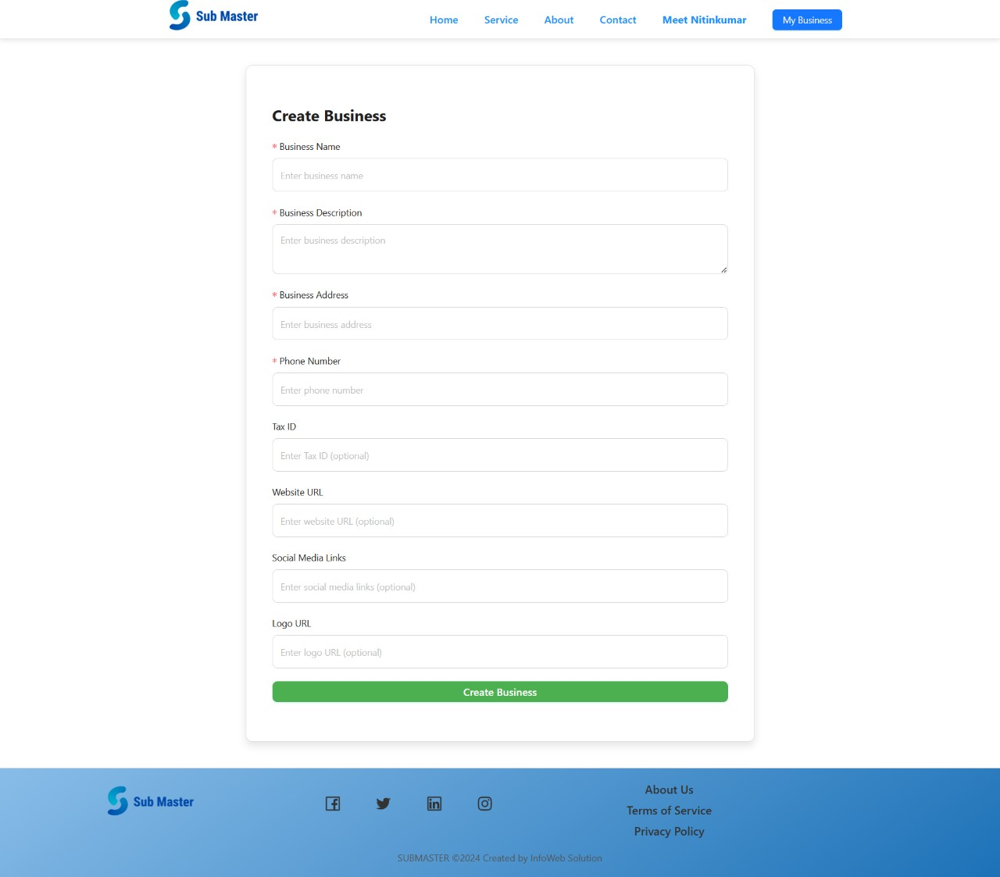 Sub Master
Home Service About Contact Meet Nitinkumar My Business
Create Business
* Business Name
Enter business name
* Business Description
Enter business description
* Business Address
Enter business address
* Phone Number
Enter phone number
Tax ID
Enter Tax ID (optional)
Website URL
Enter website URL (optional)
Social Media Links
Enter social media links (optional)
Logo URL
Enter logo URL (optional)
Create Business
Sub Master
About Us
Terms of Service
Privacy Policy
SUBMASTER ©2024 Created by InfoWeb Solution